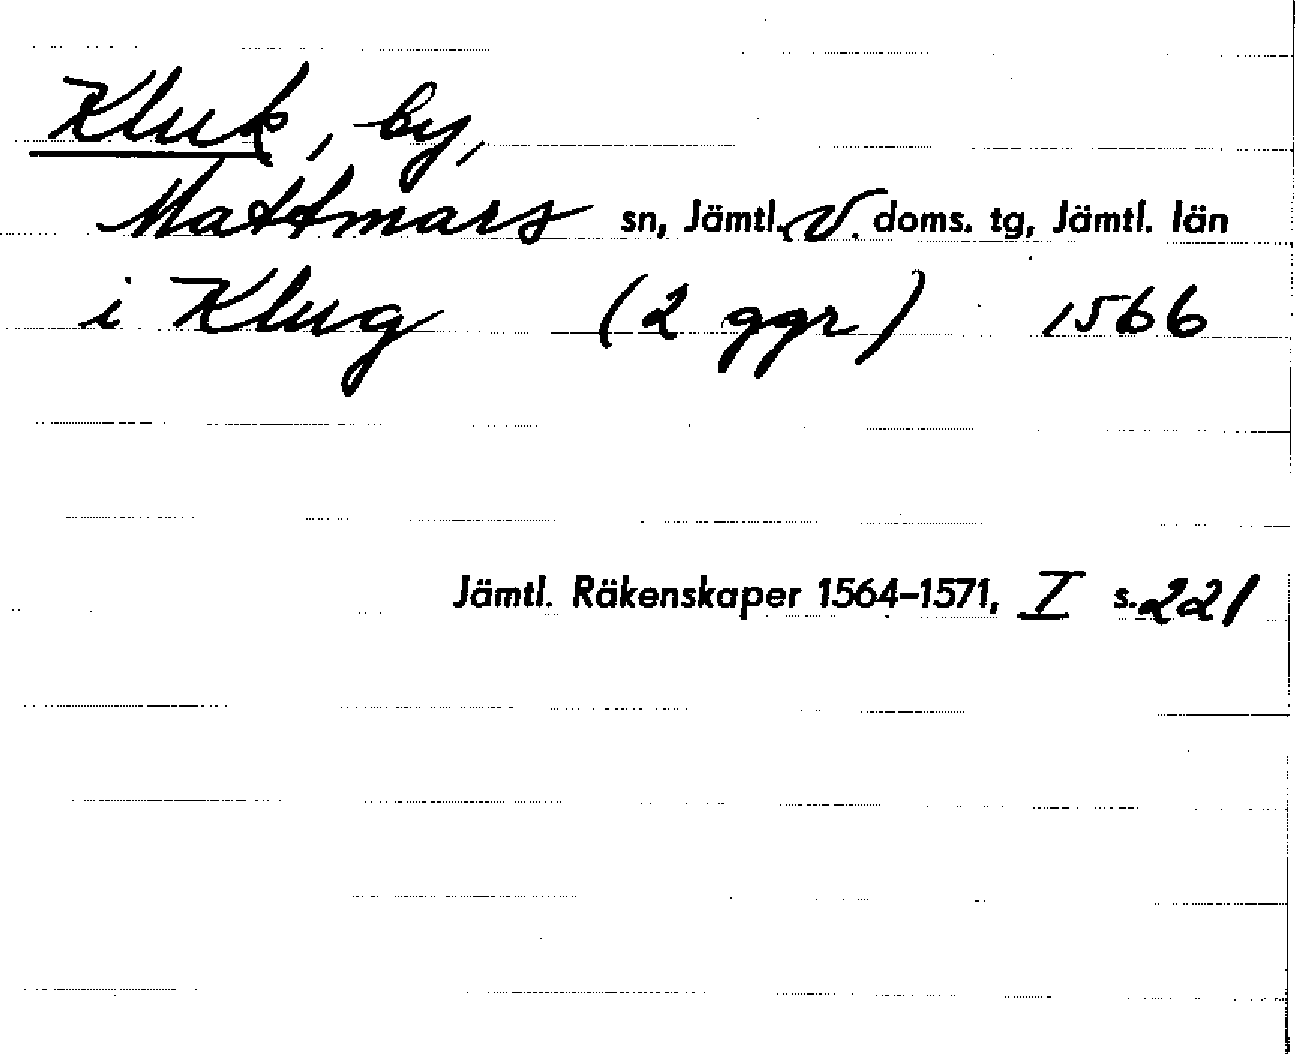 Kluk, by,
Mattmars sn, Jämtl. V. doms. tg, Jämtl. län
i Klug (2 ggr) 1566
Jämtl. Räkenskaper 1564–1571, I s. 221